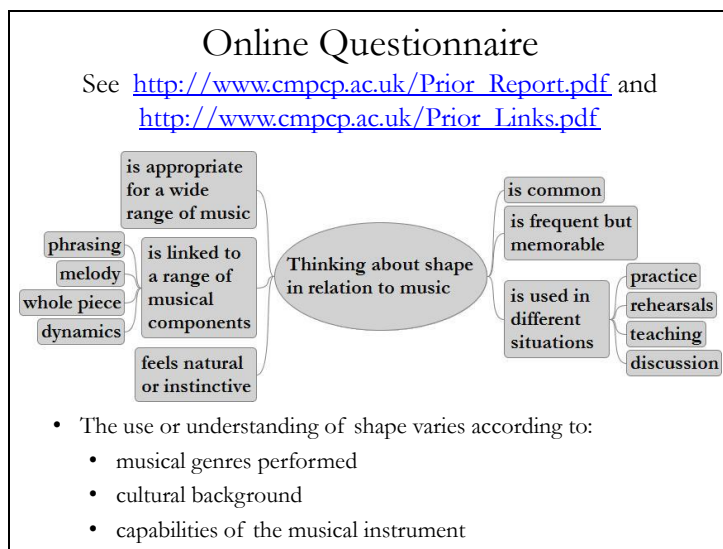 Online Questionnaire
See http://www.cmpcp.ac.uk/Prior_Report.pdf and
http://www.cmpcp.ac.uk/Prior_Links.pdf
is appropriate
for a wide
range of music
phrasing
melody
whole piece
dynamics
is linked to
a range of
musical
components
feels natural
or instinctive
Thinking about shape
in relation to music
is common
is frequent but
memorable
is used in
different
situations
practice
rehearsals
teaching
discussion
• The use or understanding of shape varies according to:
• musical genres performed
• cultural background
• capabilities of the musical instrument